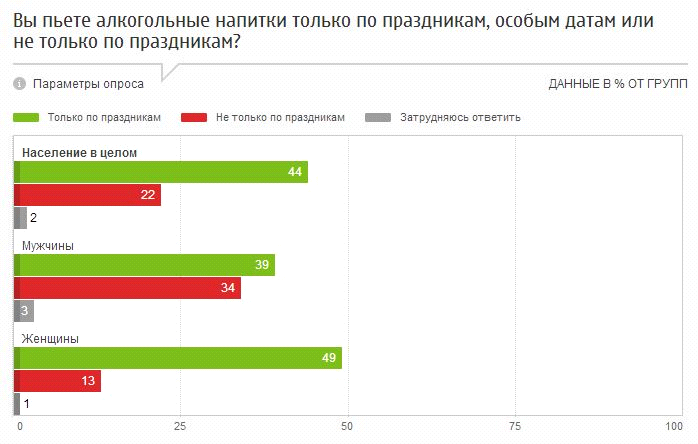 Вы пьете алкогольные напитки только по праздникам, особым датам или
не только по праздникам?
Параметры опроса
ДАННЫЕ В % ОТ ГРУПП
Только по праздникам
Не только по праздникам
Затрудняюсь ответить
Население в целом
44
22
2
Мужчины
39
34
3
Женщины
49
13
1
0 25 50 75 100